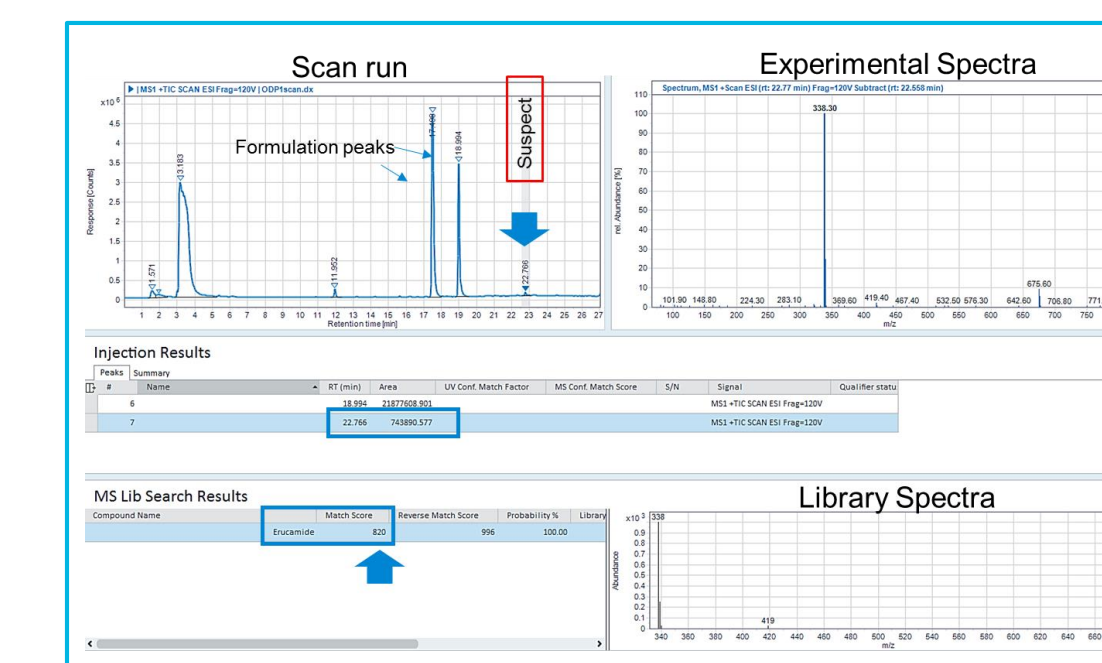 Scan run
| MS1 +TIC SCAN ESI Frag=120V | ODP1scan.dx
x10 6
4.5
4
3.5
3
2.5
2
1.5
1
0.5
0
Response [Counts]
1.571
3.183
11.952
18.994
22.766
Formulation peaks
Suspect
1 2 3 4 5 6 7 8 9 10 11 12 13 14 15 16 17 18 19 20 21 22 23 24 25 26 27
Retention time [min]
Experimental Spectra
Spectrum, MS1 +Scan ESI (rt: 22.77 min) Frag=120V Subtract (rt: 22.558 min)
110
100
90
80
70
60
50
40
30
20
10
0
rel. Abundance [%]
338.30
675.60
101.90 148.80 224.30 283.10 369.60 419.40 467.40 532.50 576.30 642.60 706.80 771.
100 150 200 250 300 350 400 450 500 550 600 650 700 750
m/z
Injection Results
Peaks Summary
# Name RT (min) Area UV Conf. Match Factor MS Conf. Match Score S/N Signal Qualifier statu
6 18.994 21877608.901 MS1 +TIC SCAN ESI Frag=120V
7 22.766 743890.577 MS1 +TIC SCAN ESI Frag=120V
MS Lib Search Results
Compound Name Match Score Reverse Match Score Probability % Library
Erucamide 820 996 100.00
Library Spectra
x10 3
0.9
0.8
0.7
0.6
0.5
0.4
0.3
0.2
0.1
0
Abundance
338
419
340 360 380 400 420 440 460 480 500 520 540 560 580 600 620 640 660
m/z